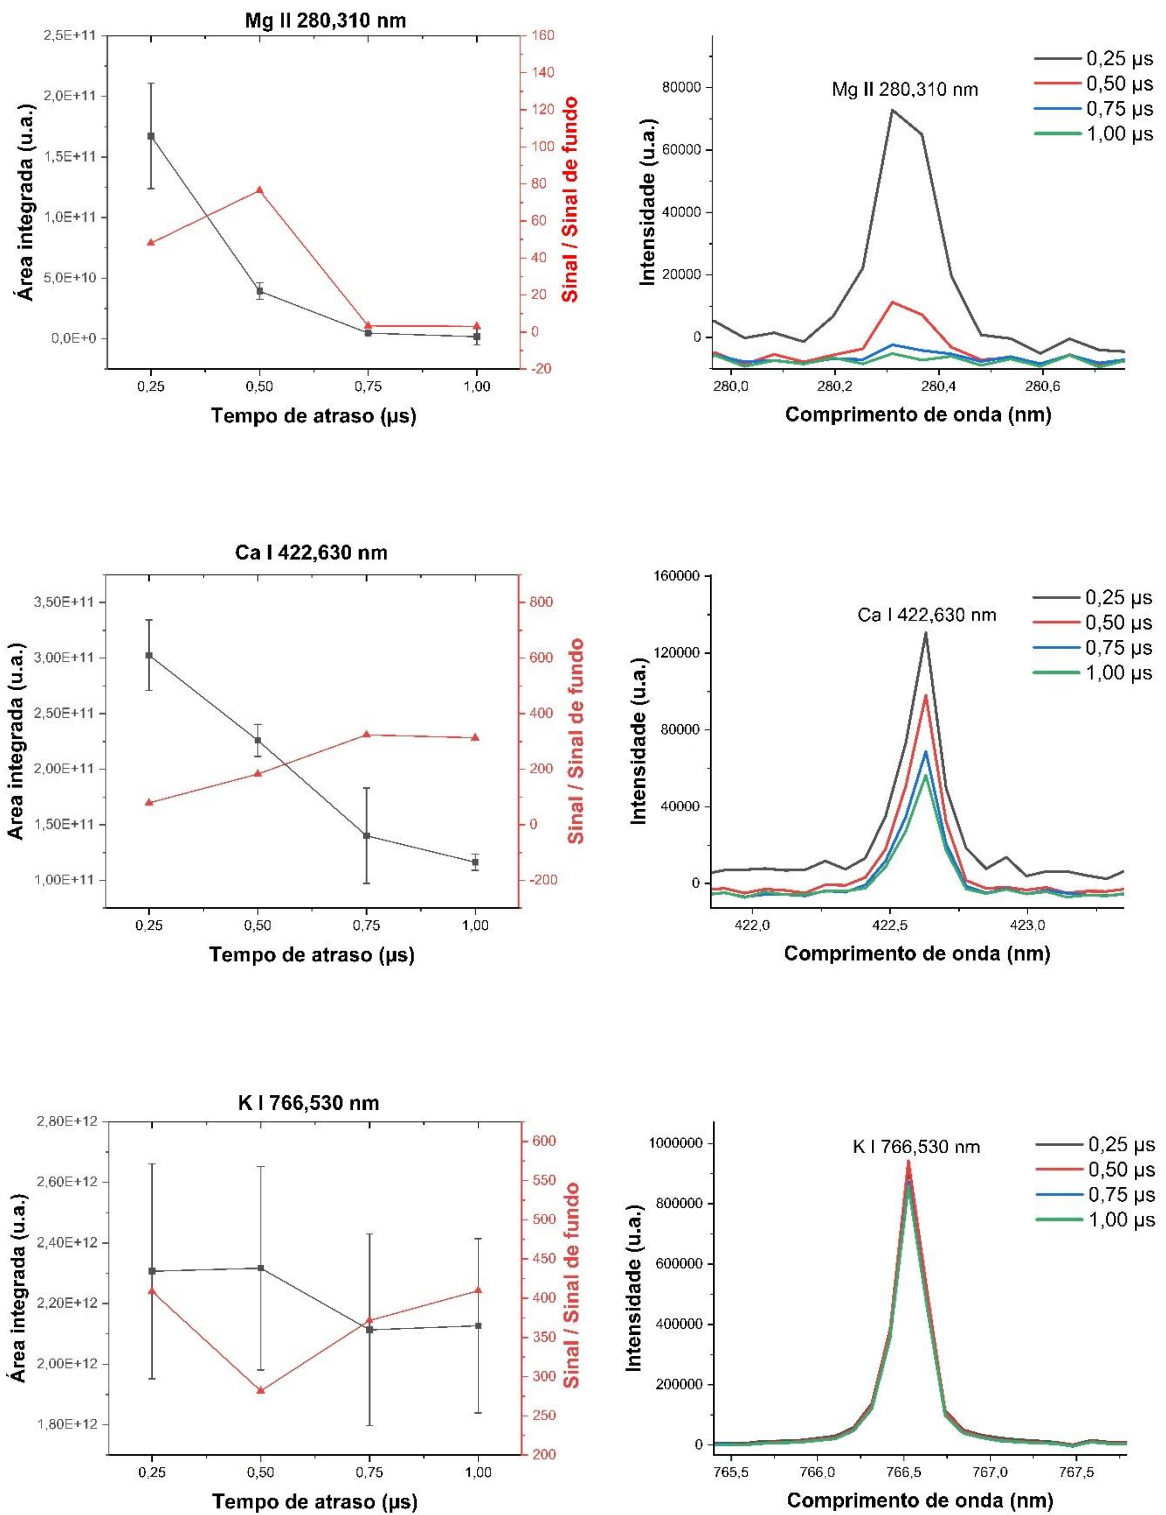 Mg II 280,310 nm
2,5E+11
2,0E+11
1,5E+11
1,0E+11
5,0E+10
0,0E+0
Área integrada (u.a.)
160
140
120
100
80
60
40
20
0
-20
Sinal / Sinal de fundo
0,25
0,50
0,75
1,00
Tempo de atraso (µs)
0,25 µs
0,50 µs
0,75 µs
1,00 µs
Mg II 280,310 nm
80000
60000
40000
20000
0
Intensidade (u.a.)
280,0
280,2
280,4
280,6
Comprimento de onda (nm)
Ca I 422,630 nm
3,50E+11
3,00E+11
2,50E+11
2,00E+11
1,50E+11
1,00E+11
Área integrada (u.a.)
800
600
400
200
0
-200
Sinal / Sinal de fundo
0,25
0,50
0,75
1,00
Tempo de atraso (µs)
160000
120000
80000
40000
0
Intensidade (u.a.)
Ca I 422,630 nm
0,25 µs
0,50 µs
0,75 µs
1,00 µs
422,0
422,5
423,0
Comprimento de onda (nm)
K I 766,530 nm
2,80E+12
2,60E+12
2,40E+12
2,20E+12
2,00E+12
1,80E+12
Área integrada (u.a.)
600
550
500
450
400
350
300
250
200
Sinal / Sinal de fundo
0,25
0,50
0,75
1,00
Tempo de atraso (µs)
1000000
800000
600000
400000
200000
0
Intensidade (u.a.)
K I 766,530 nm
0,25 µs
0,50 µs
0,75 µs
1,00 µs
765,5
766,0
766,5
767,0
767,5
Comprimento de onda (nm)